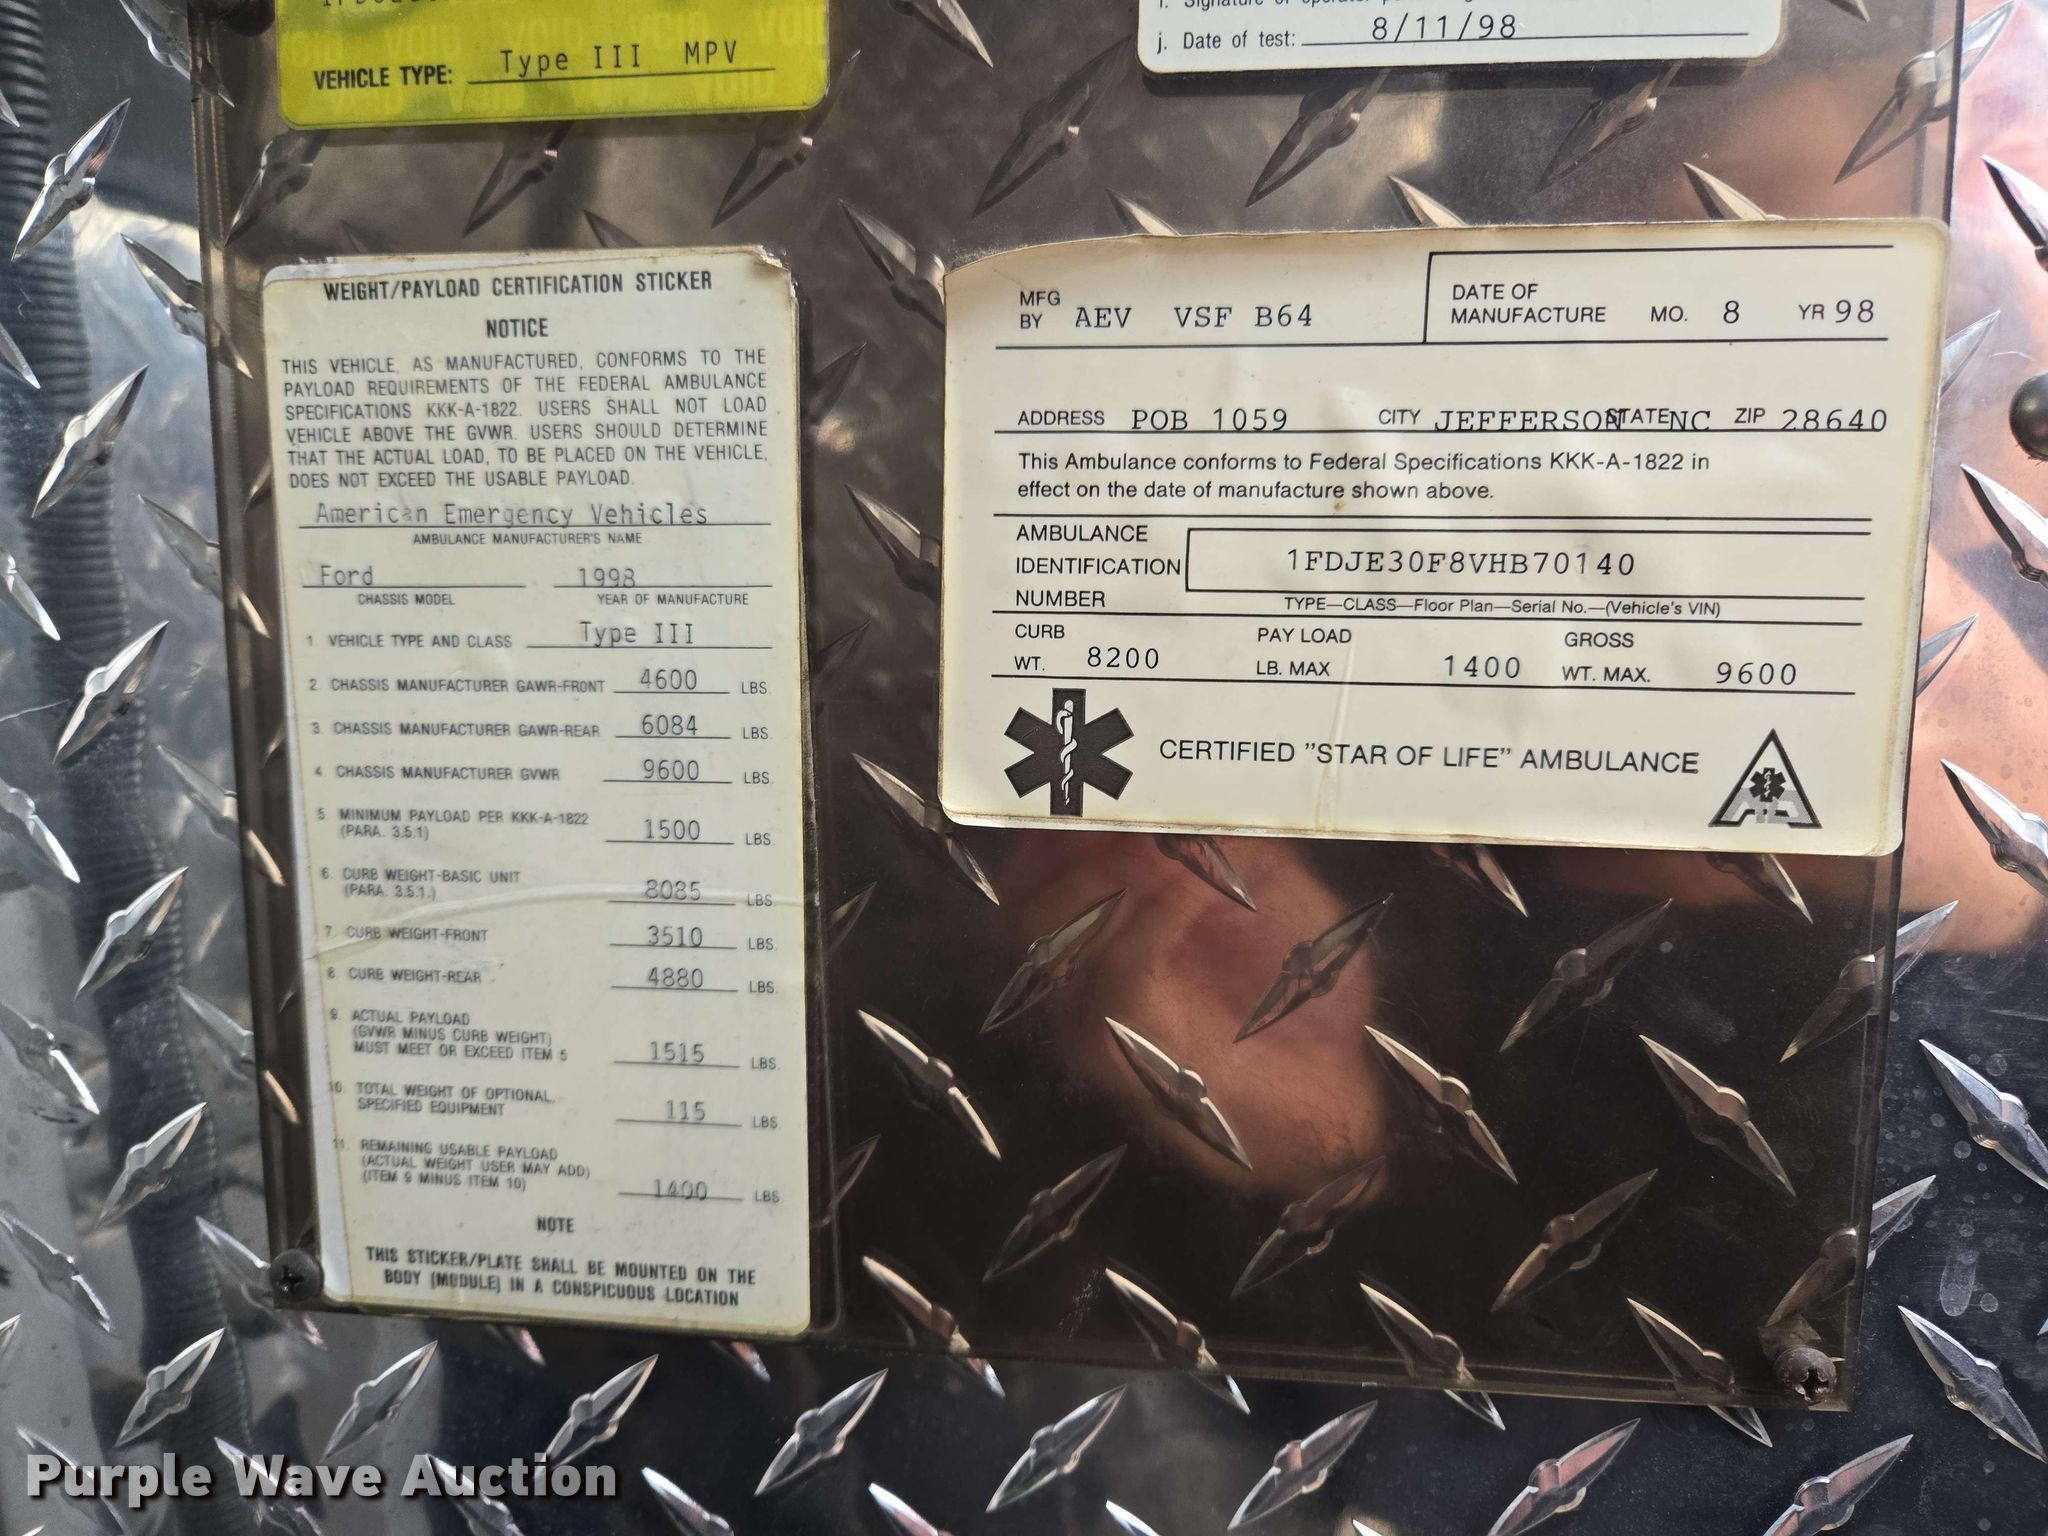 VEHICLE TYPE: Type III MPV
j. Date of test: 8/11/98
WEIGHT/PAYLOAD CERTIFICATION STICKER
NOTICE
THIS VEHICLE, AS MANUFACTURED, CONFORMS TO THE
PAYLOAD REQUIREMENTS OF THE FEDERAL AMBULANCE
SPECIFICATIONS KKK-A-1822. USERS SHALL NOT LOAD
VEHICLE ABOVE THE GVWR. USERS SHOULD DETERMINE
THAT THE ACTUAL LOAD, TO BE PLACED ON THE VEHICLE,
DOES NOT EXCEED THE USABLE PAYLOAD.
American Emergency Vehicles
AMBULANCE MANUFACTURER'S NAME
Ford 1998
CHASSIS MODEL YEAR OF MANUFACTURE
1. VEHICLE TYPE AND CLASS Type III
2. CHASSIS MANUFACTURER GAWR-FRONT 4600 LBS.
3. CHASSIS MANUFACTURER GAWR-REAR 6084 LBS.
4. CHASSIS MANUFACTURER GVWR 9600 LBS.
5. MINIMUM PAYLOAD PER KKK-A-1822
(PARA. 3.5.1) 1500 LBS.
6. CURB WEIGHT-BASIC UNIT
(PARA. 3.5.1.) 8085 LBS.
7. CURB WEIGHT-FRONT 3510 LBS.
8. CURB WEIGHT-REAR 4880 LBS.
9. ACTUAL PAYLOAD
(GVWR MINUS CURB WEIGHT)
MUST MEET OR EXCEED ITEM 5 1515 LBS.
10. TOTAL WEIGHT OF OPTIONAL,
SPECIFIED EQUIPMENT 115 LBS.
11. REMAINING USABLE PAYLOAD
(ACTUAL WEIGHT USER MAY ADD)
(ITEM 9 MINUS ITEM 10) 1400 LBS.
NOTE
THIS STICKER/PLATE SHALL BE MOUNTED ON THE
BODY (MODULE) IN A CONSPICUOUS LOCATION
MFG BY AEV VSF B64
DATE OF
MANUFACTURE MO. 8 YR 98
ADDRESS POB 1059 CITY JEFFERSON STATE NC ZIP 28640
This Ambulance conforms to Federal Specifications KKK-A-1822 in
effect on the date of manufacture shown above.
AMBULANCE
IDENTIFICATION
NUMBER
1FDJE30F8VHB70140
TYPE—CLASS—Floor Plan—Serial No.—(Vehicle's VIN)
CURB WT. 8200 PAY LOAD LB. MAX 1400 GROSS WT. MAX. 9600
CERTIFIED "STAR OF LIFE" AMBULANCE
Purple Wave Auction